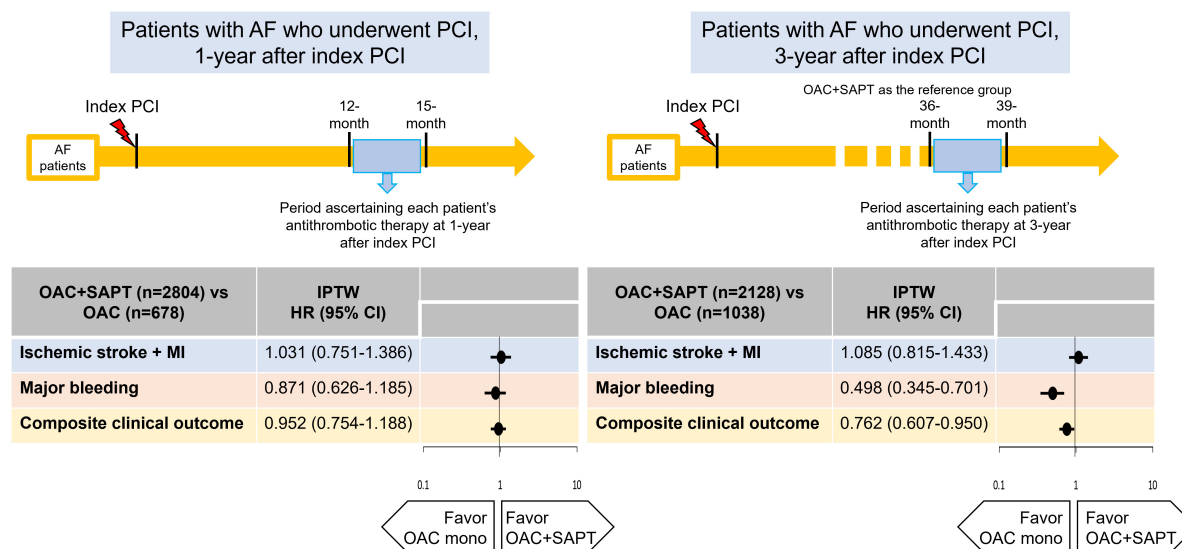 Patients with AF who underwent PCI,
1-year after index PCI
Index PCI
12-
month
15-
month
AF
patients
Period ascertaining each patient's
antithrombotic therapy at 1-year
after index PCI
OAC+SAPT (n=2804) vs
OAC (n=678)
IPTW
HR (95% CI)
Ischemic stroke + MI
1.031 (0.751-1.386)
Major bleeding
0.871 (0.626-1.185)
Composite clinical outcome
0.952 (0.754-1.188)
0.1
1
10
Favor
OAC mono
Favor
OAC+SAPT
Patients with AF who underwent PCI,
3-year after index PCI
OAC+SAPT as the reference group
Index PCI
36-
month
39-
month
AF
patients
Period ascertaining each patient's
antithrombotic therapy at 3-year
after index PCI
OAC+SAPT (n=2128) vs
OAC (n=1038)
IPTW
HR (95% CI)
Ischemic stroke + MI
1.085 (0.815-1.433)
Major bleeding
0.498 (0.345-0.701)
Composite clinical outcome
0.762 (0.607-0.950)
0.1
1
10
Favor
OAC mono
Favor
OAC+SAPT